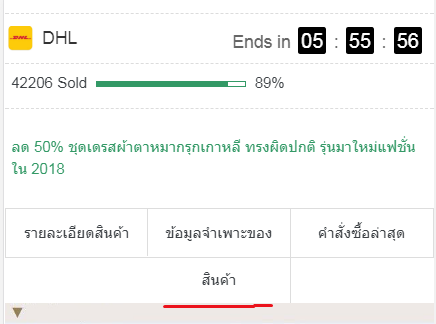 DHL
Ends in 05 : 55 : 56
42206 Sold 89%
ลด 50% ชุดเดรสผ้าตาหมากรุกเกาหลี ทรงผิดปกติ รุ่นมาใหม่แฟชั่น
ใน 2018
รายละเอียดสินค้า ข้อมูลจำเพาะของ คำสั่งซื้อล่าสุด
สินค้า